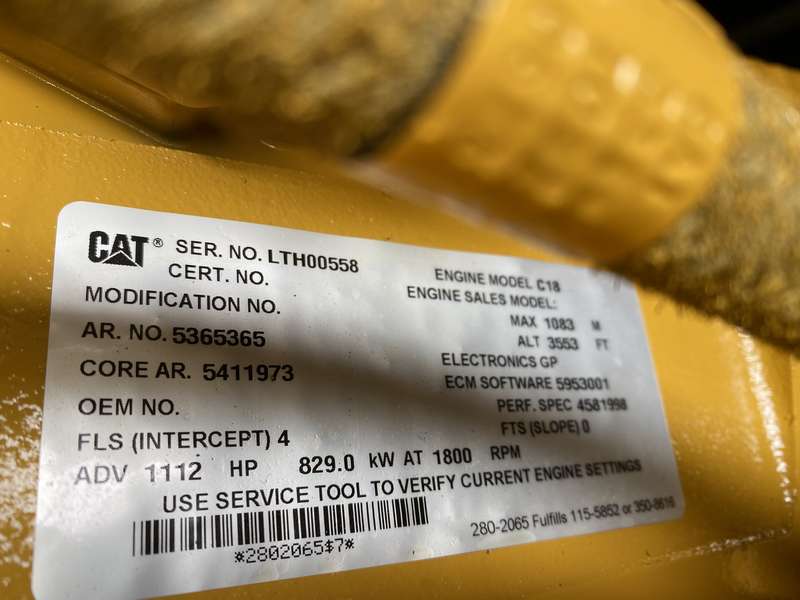 CAT® SER. NO. LTH00558 ENGINE MODEL C18
CERT. NO. ENGINE SALES MODEL:
MODIFICATION NO. MAX 1083 M
AR. NO. 5365365 ALT 3553 FT
CORE AR. 5411973 ELECTRONICS GP
ECM SOFTWARE 5953001
OEM NO. PERF. SPEC 4581998
FLS (INTERCEPT) 4 FTS (SLOPE) 0
ADV 1112 HP 829.0 kW AT 1800 RPM
USE SERVICE TOOL TO VERIFY CURRENT ENGINE SETTINGS
*2802065$7*
280-2065 Fulfills 115-5852 or 350-8616